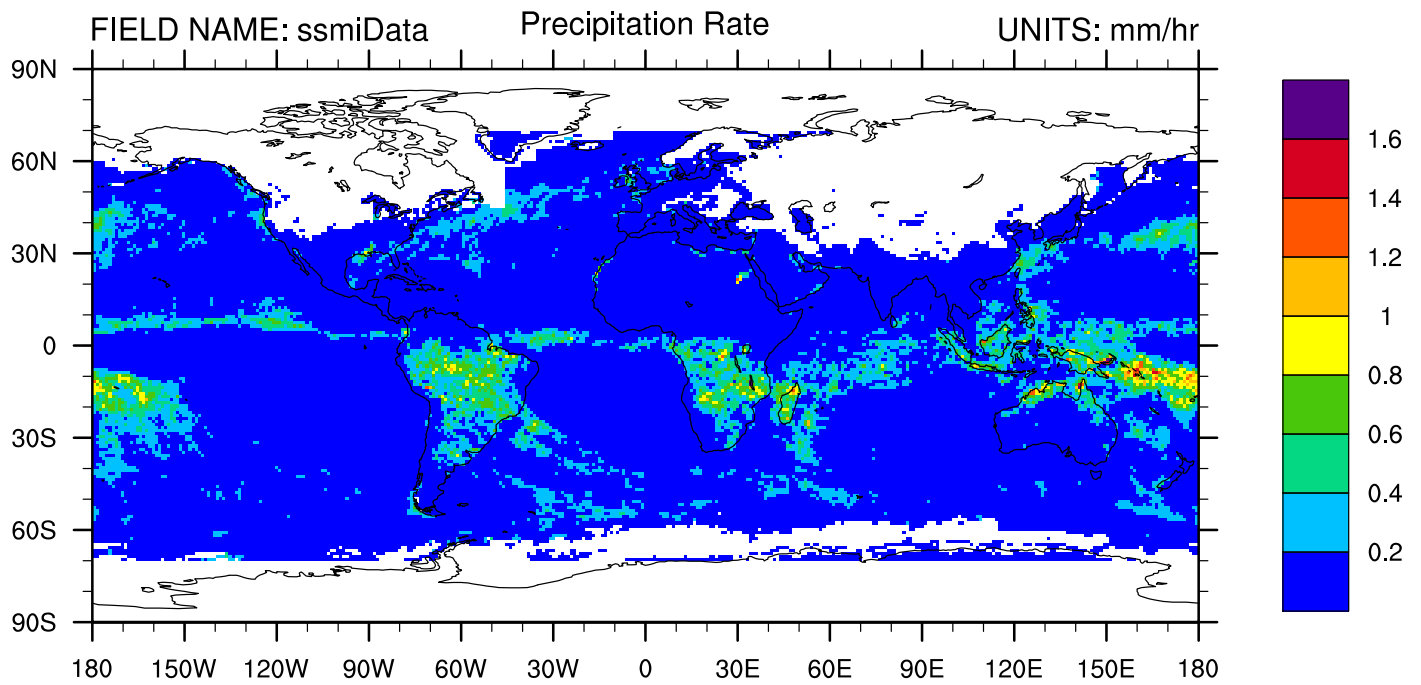 FIELD NAME: ssmiData Precipitation Rate UNITS: mm/hr
90N
60N
30N
0
30S
60S
90S
180 150W 120W 90W 60W 30W 0 30E 60E 90E 120E 150E 180
1.6
1.4
1.2
1
0.8
0.6
0.4
0.2